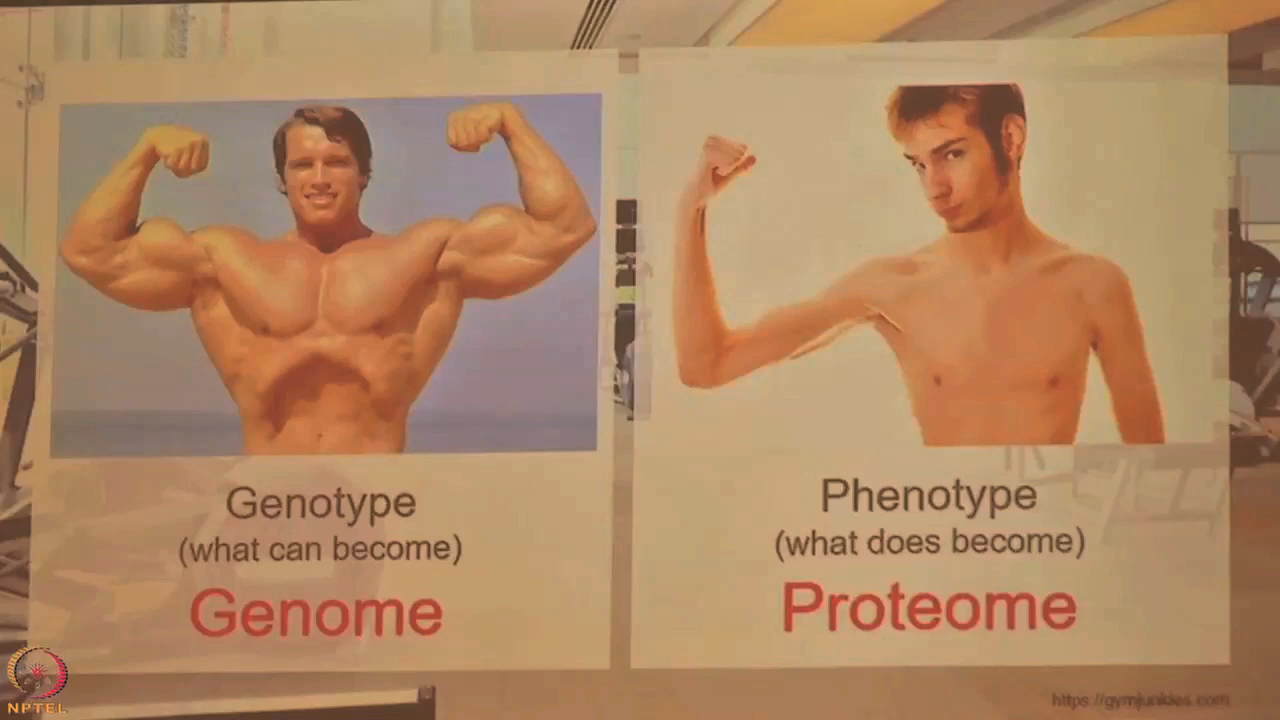 Genotype
(what can become)
Genome
Phenotype
(what does become)
Proteome
https://gymjunkies.com
NPTEL